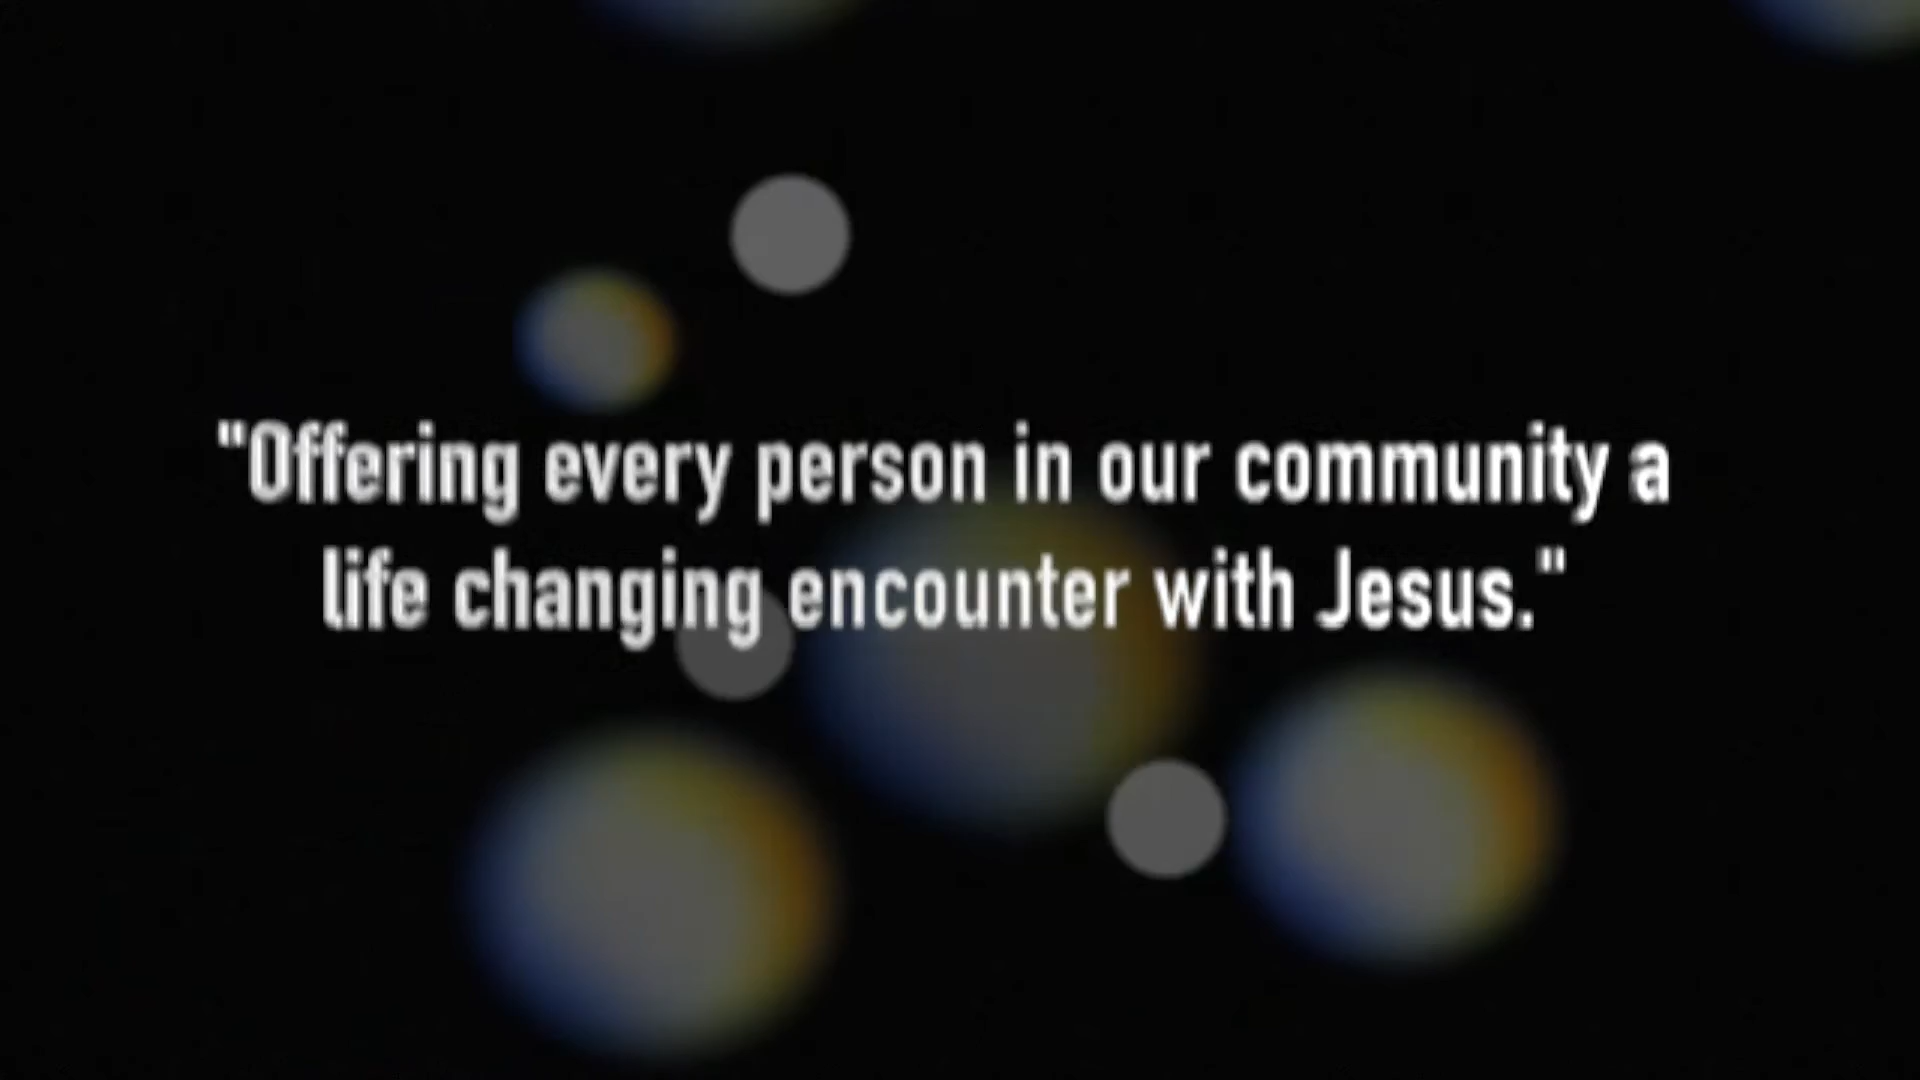 "Offering every person in our community a
life changing encounter with Jesus."